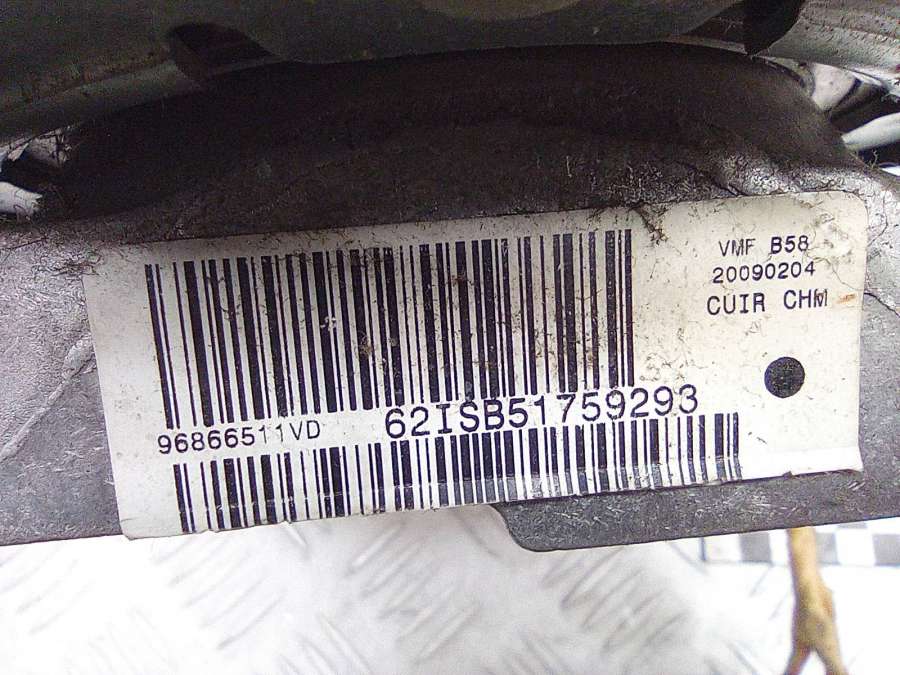 VMF B58
20090204
CUIR CHM
96866511VD 62ISB51759293